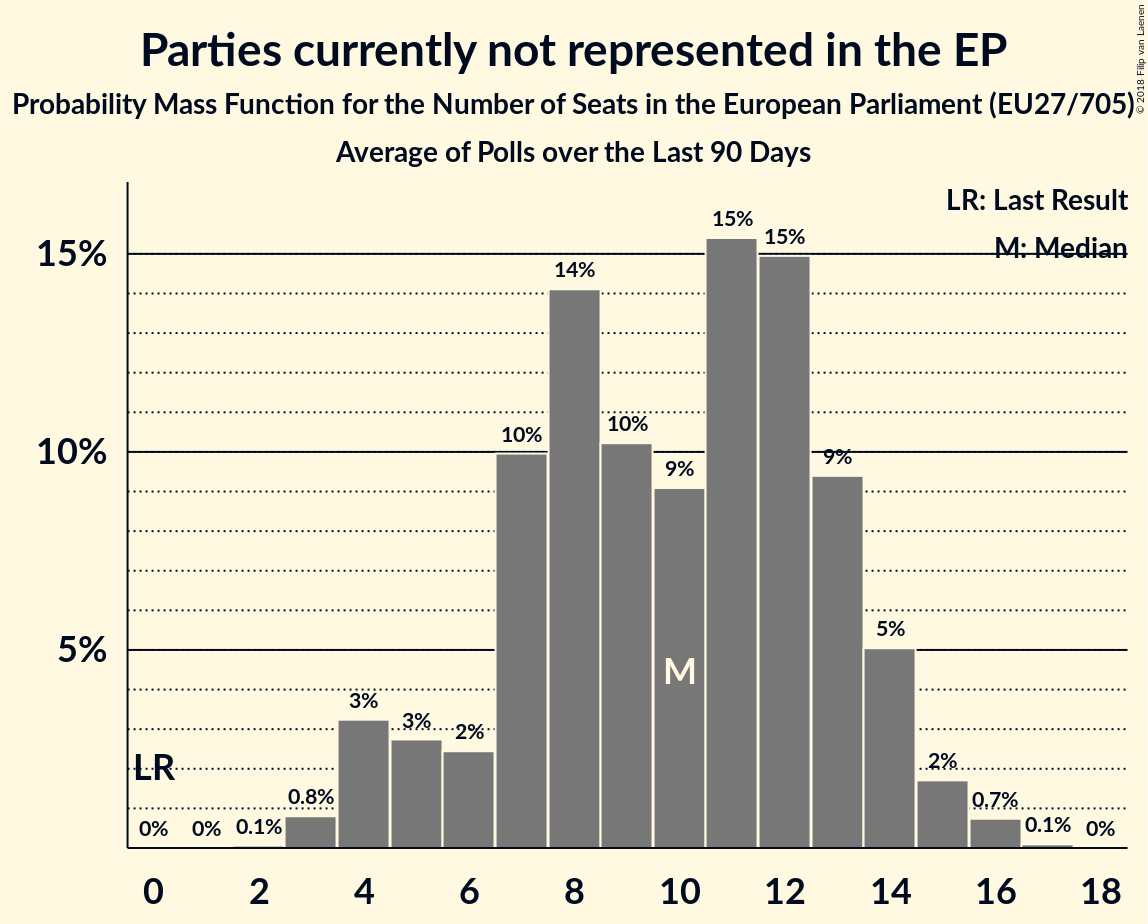 Parties currently not represented in the EP
Probability Mass Function for the Number of Seats in the European Parliament (EU27/705)
Average of Polls over the Last 90 Days
© 2018 Filip van Laenen
LR: Last Result
M: Median
15%
10%
5%
0%
0%
0.1%
0.8%
3%
3%
2%
10%
14%
10%
9%
15%
15%
9%
5%
2%
0.7%
0.1%
0%
LR
M
0 2 4 6 8 10 12 14 16 18